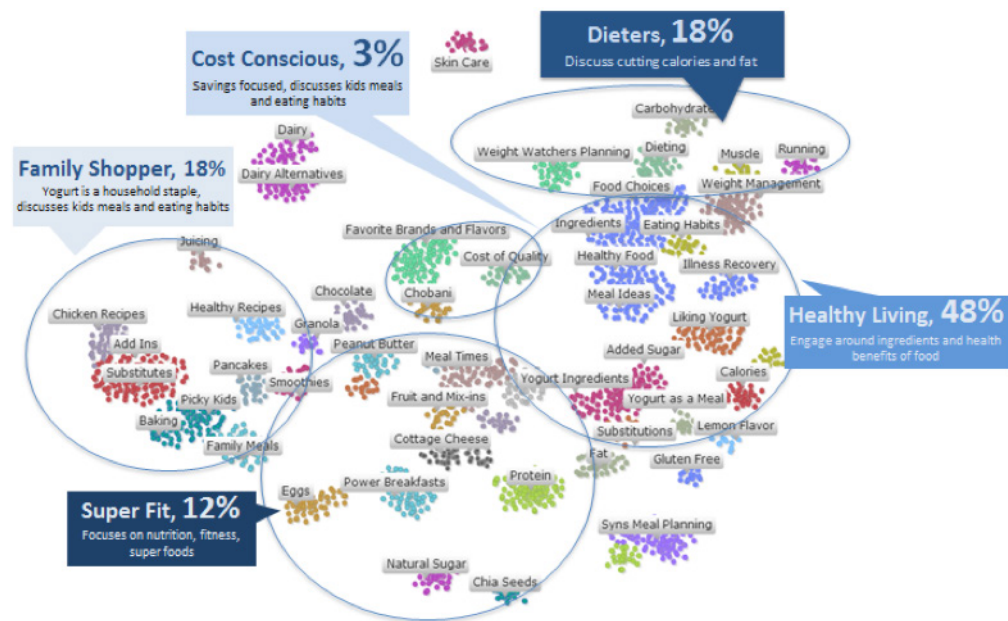 Cost Conscious, 3%
Savings focused, discusses kids meals
and eating habits
Skin Care
Dieters, 18%
Discuss cutting calories and fat
Family Shopper, 18%
Yogurt is a household staple,
discusses kids meals and eating habits
Dairy
Dairy Alternatives
Carbohydrate
Weight Watchers Planning
Dieting
Muscle
Running
Food Choices
Weight Management
Ingredients
Eating Habits
Healthy Food
Illness Recovery
Meal Ideas
Favorite Brands and Flavors
Cost of Quality
Chobani
Juicing
Chicken Recipes
Healthy Recipes
Chocolate
Granola
Add Ins
Substitutes
Pancakes
Smoothies
Picky Kids
Baking
Family Meals
Peanut Butter
Meal Times
Fruit and Mix-ins
Cottage Cheese
Liking Yogurt
Added Sugar
Yogurt Ingredients
Yogurt as a Meal
Calories
Substitutions
Lemon Flavor
Fat
Gluten Free
Healthy Living, 48%
Engage around ingredients and health
benefits of food
Super Fit, 12%
Focuses on nutrition, fitness,
super foods
Eggs
Power Breakfasts
Protein
Syns Meal Planning
Natural Sugar
Chia Seeds